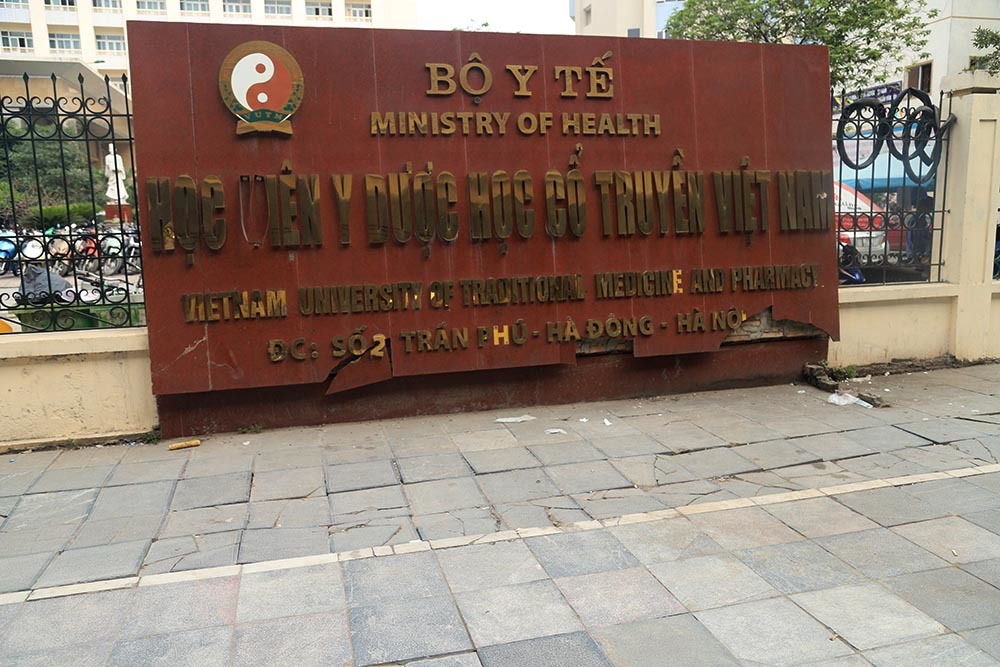 BỘ Y TẾ
MINISTRY OF HEALTH
HỌC VIỆN Y DƯỢC HỌC CỔ TRUYỀN VIỆT NAM
VIETNAM UNIVERSITY OF TRADITIONAL MEDICINE AND PHARMACY
ĐC: SỐ 2 TRẦN PHÚ - HÀ ĐÔNG - HÀ NỘI
VUTM